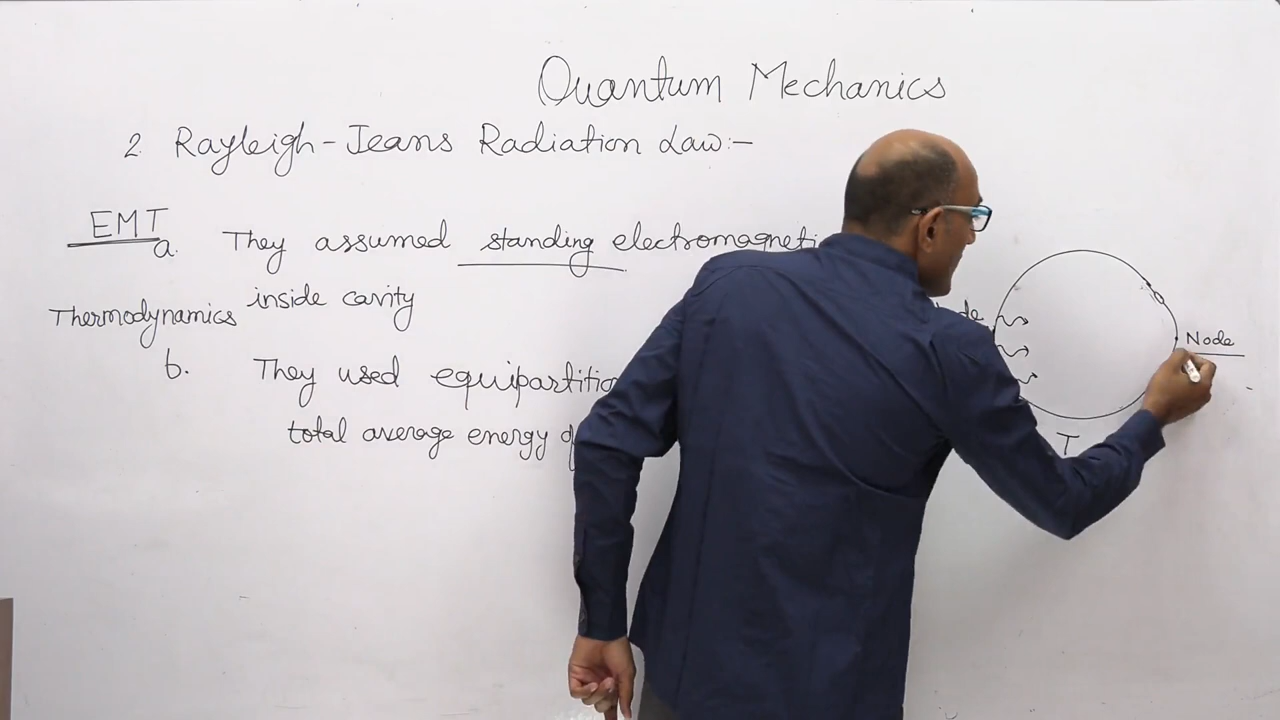 Quantum Mechanics
2. Rayleigh-Jeans Radiation Law:-
EMT
a. They assumed standing electromagneti
inside cavity
Thermodynamics
b. They used equipartitio
total average energy of
Node
T